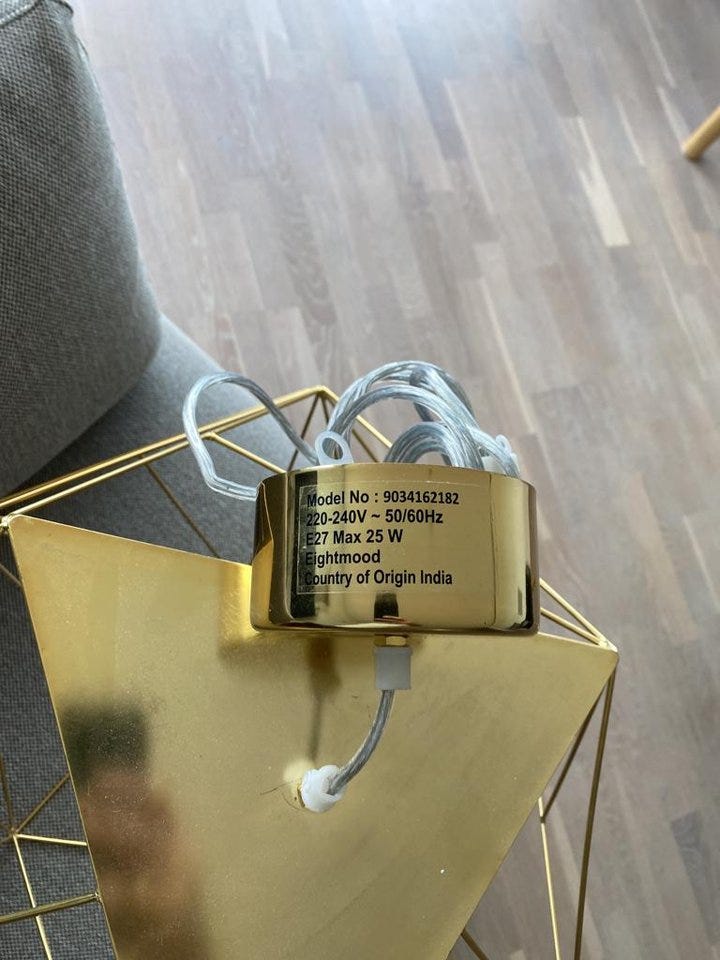 Model No : 9034162182
220-240V ~ 50/60Hz
E27 Max 25 W
Eightmood
Country of Origin India